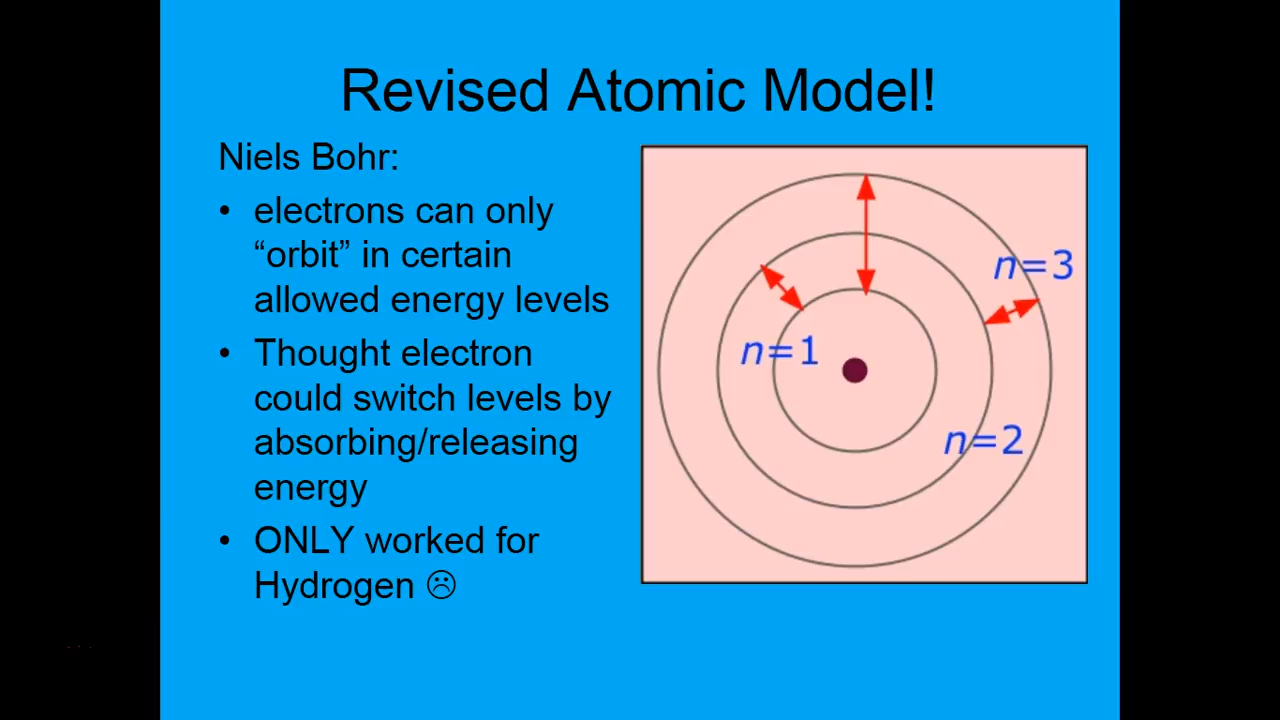 Revised Atomic Model!
Niels Bohr:
• electrons can only
“orbit” in certain
allowed energy levels
• Thought electron
could switch levels by
absorbing/releasing
energy
• ONLY worked for
Hydrogen ☹
n=3
n=1
n=2